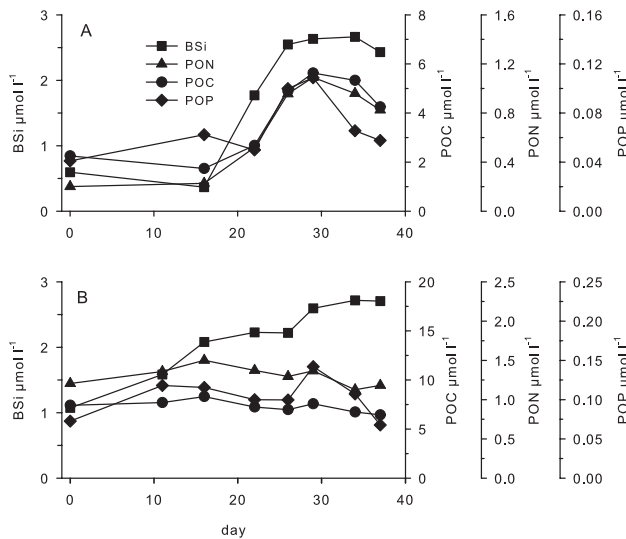 A
BSi
PON
POC
POP
3
2
1
0
BSi µmol l⁻¹
8
6
4
2
0
POC µmol l⁻¹
1.6
1.2
0.8
0.4
0.0
PON µmol l⁻¹
0.16
0.12
0.08
0.04
0.00
POP µmol l⁻¹
0 10 20 30 40
B
3
2
1
0
BSi µmol l⁻¹
20
15
10
5
0
POC µmol l⁻¹
2.5
2.0
1.5
1.0
0.5
0.0
PON µmol l⁻¹
0.25
0.20
0.15
0.10
0.05
0.00
POP µmol l⁻¹
0 10 20 30 40
day